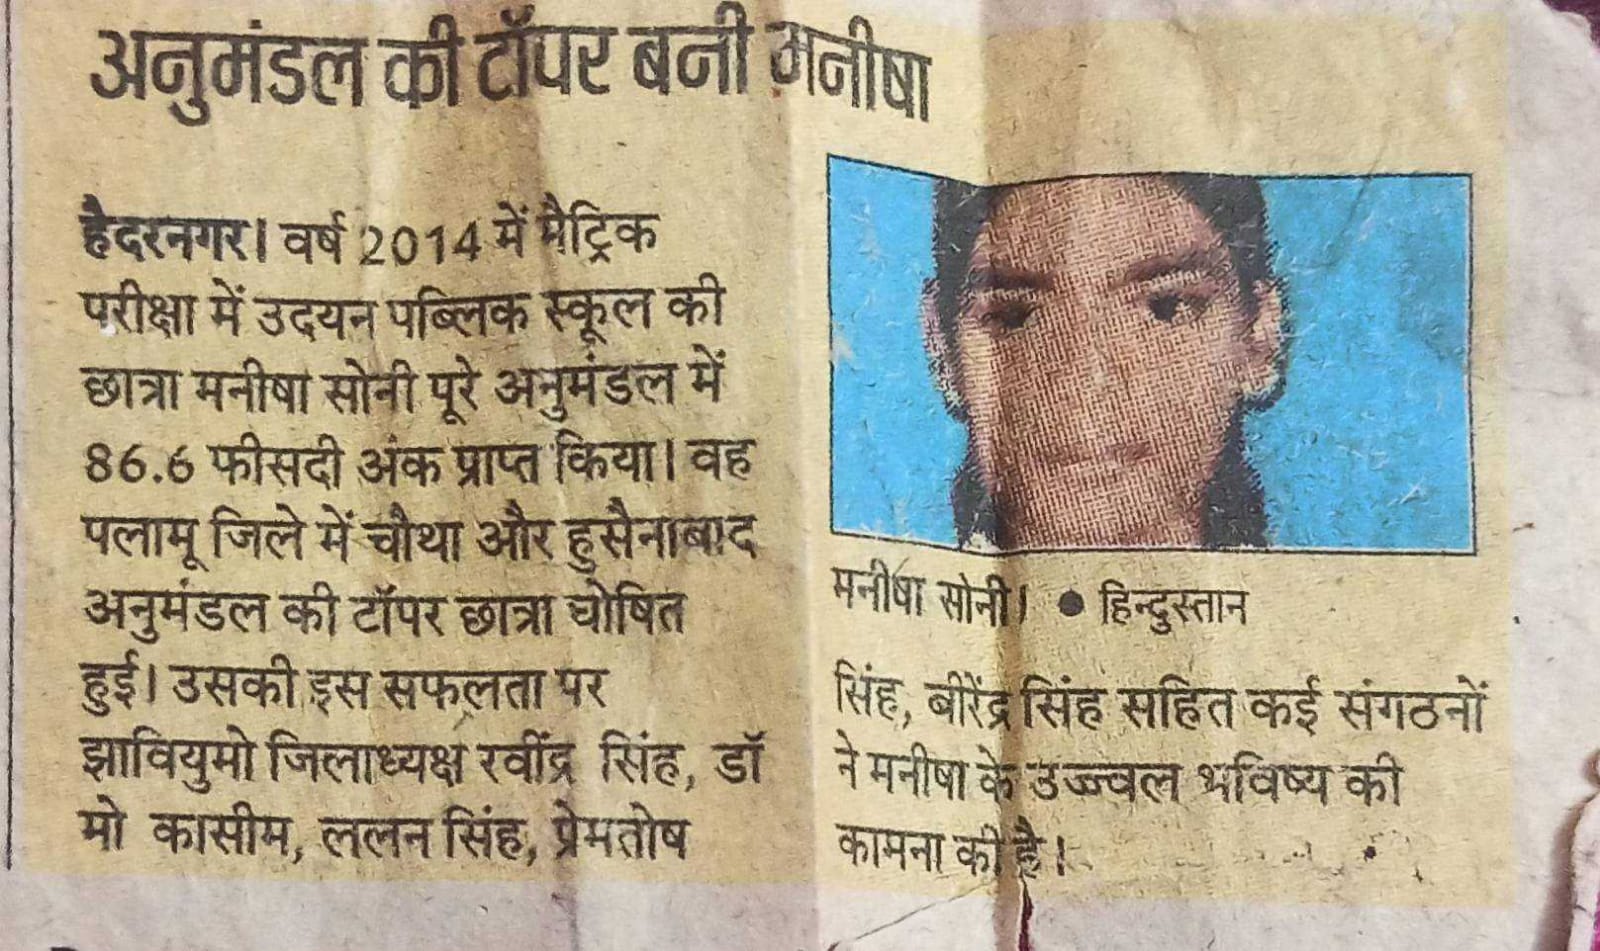 अनुमंडल की टॉपर बनी मनीषा
हैदरनगर। वर्ष 2014 में मैट्रिक
परीक्षा में उदयन पब्लिक स्कूल की
छात्रा मनीषा सोनी पूरे अनुमंडल में
86.6 फीसदी अंक प्राप्त किया। वह
पलामू जिले में चौथा और हुसैनाबाद
अनुमंडल की टॉपर छात्रा घोषित
हुई। उसकी इस सफलता पर
झावियुमो जिलाध्यक्ष रवींद्र सिंह, डॉ
मो कासीम, ललन सिंह, प्रेमतोष
मनीषा सोनी। ● हिन्दुस्तान
सिंह, बीरेंद्र सिंह सहित कई संगठनों
ने मनीषा के उज्ज्वल भविष्य की
कामना की है।